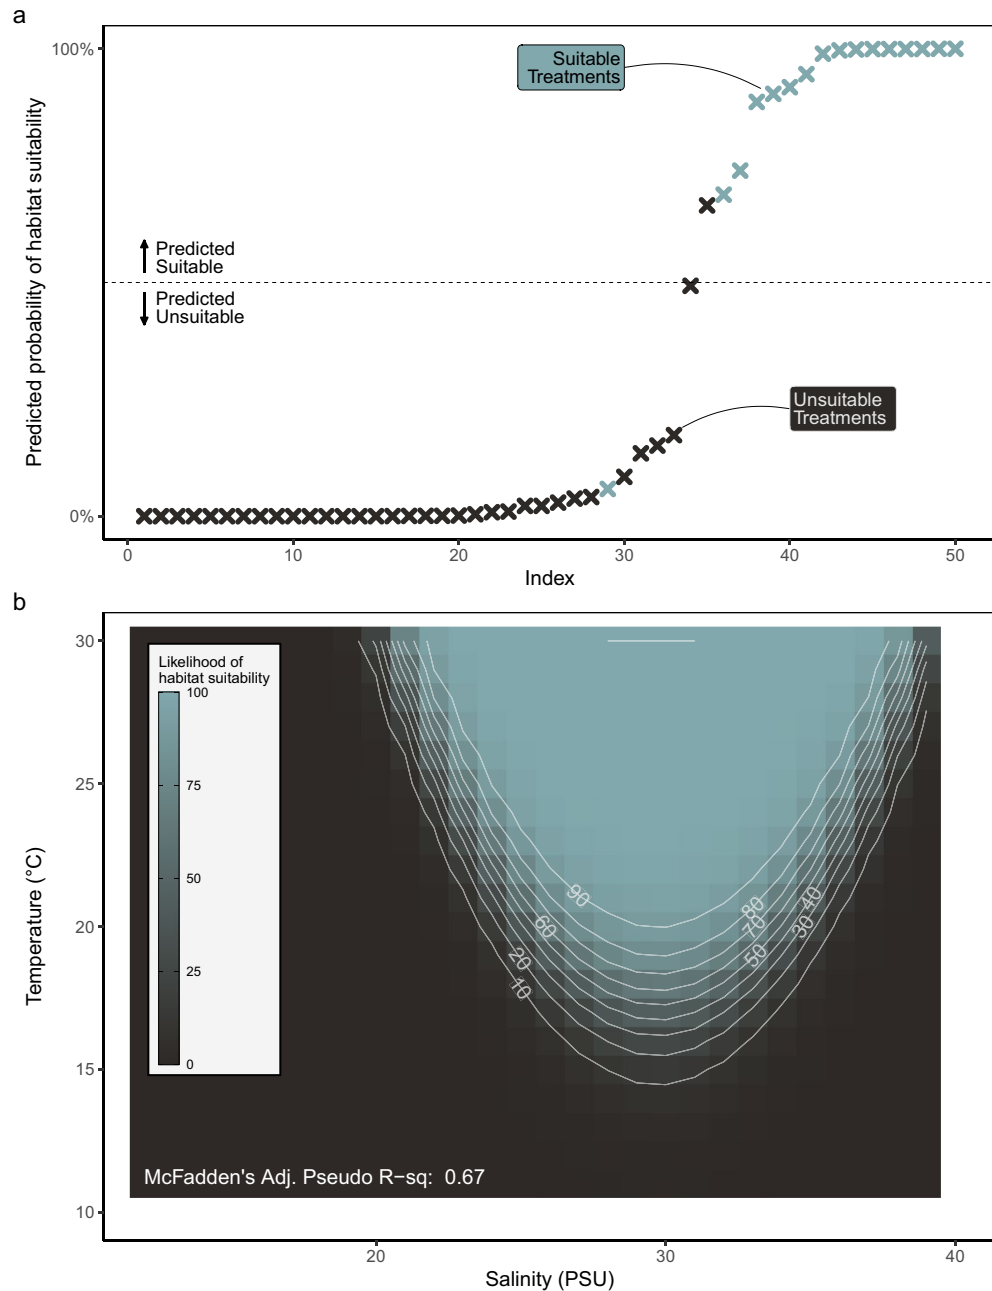 a
Predicted probability of habitat suitability
100%
0%
Suitable
Treatments
Predicted
Suitable
Predicted
Unsuitable
Unsuitable
Treatments
0
10
20
30
40
50
Index
b
Temperature (°C)
30
25
20
15
10
Likelihood of
habitat suitability
100
75
50
25
0
90
60
20
10
80
70
50
40
30
McFadden's Adj. Pseudo R−sq:  0.67
20
30
40
Salinity (PSU)